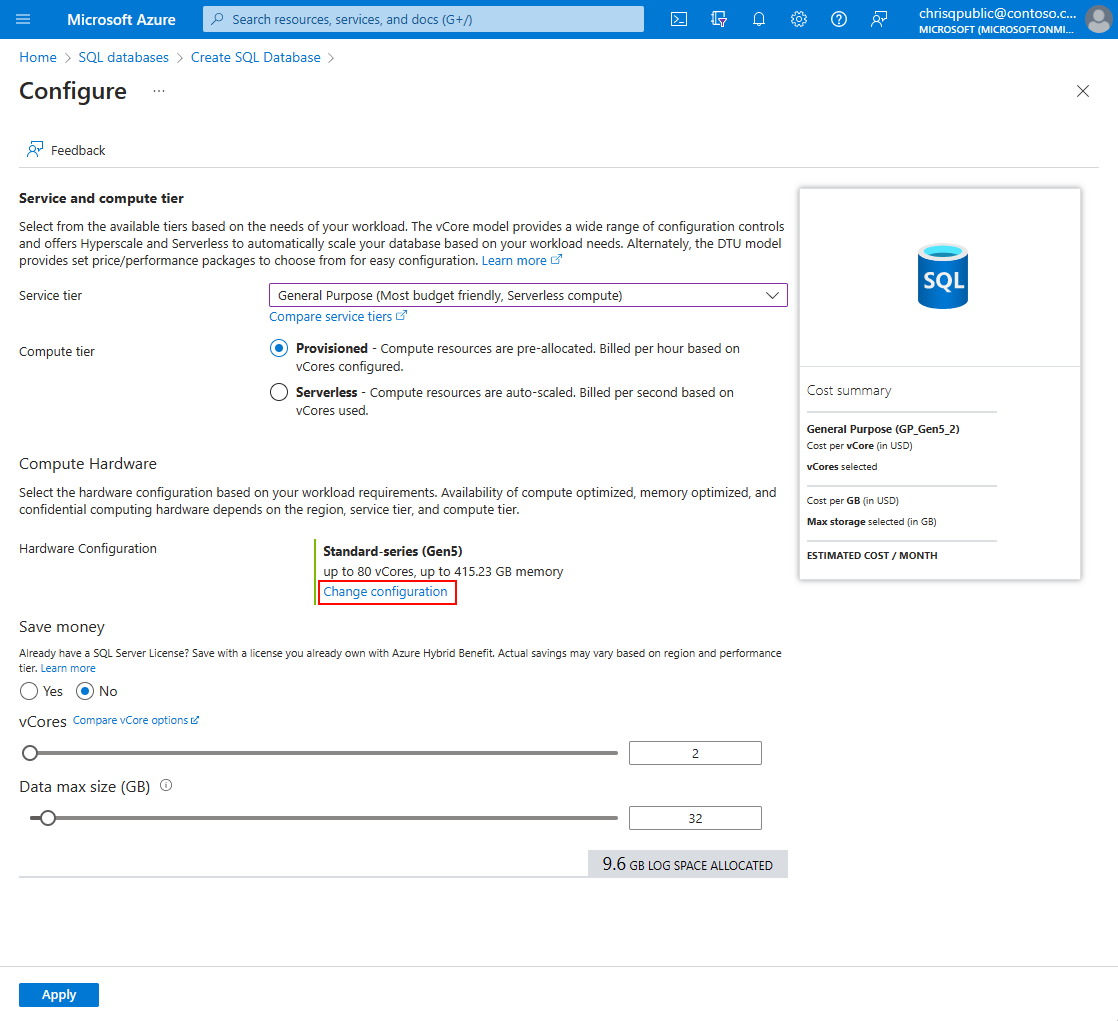 Microsoft Azure
Search resources, services, and docs (G+/)
chrisqpublic@contoso.c...
MICROSOFT (MICROSOFT.ONMI...
Home > SQL databases > Create SQL Database >
Configure ...
Feedback
Service and compute tier
Select from the available tiers based on the needs of your workload. The vCore model provides a wide range of configuration controls
and offers Hyperscale and Serverless to automatically scale your database based on your workload needs. Alternately, the DTU model
provides set price/performance packages to choose from for easy configuration. Learn more
Service tier
General Purpose (Most budget friendly, Serverless compute)
Compare service tiers
Compute tier
Provisioned - Compute resources are pre-allocated. Billed per hour based on
vCores configured.
Serverless - Compute resources are auto-scaled. Billed per second based on
vCores used.
Compute Hardware
Select the hardware configuration based on your workload requirements. Availability of compute optimized, memory optimized, and
confidential computing hardware depends on the region, service tier, and compute tier.
Hardware Configuration
Standard-series (Gen5)
up to 80 vCores, up to 415.23 GB memory
Change configuration
Save money
Already have a SQL Server License? Save with a license you already own with Azure Hybrid Benefit. Actual savings may vary based on region and performance
tier. Learn more
Yes No
vCores Compare vCore options
2
Data max size (GB)
32
9.6 GB LOG SPACE ALLOCATED
Apply
SQL
Cost summary
General Purpose (GP_Gen5_2)
Cost per vCore (in USD)
vCores selected
Cost per GB (in USD)
Max storage selected (in GB)
ESTIMATED COST / MONTH